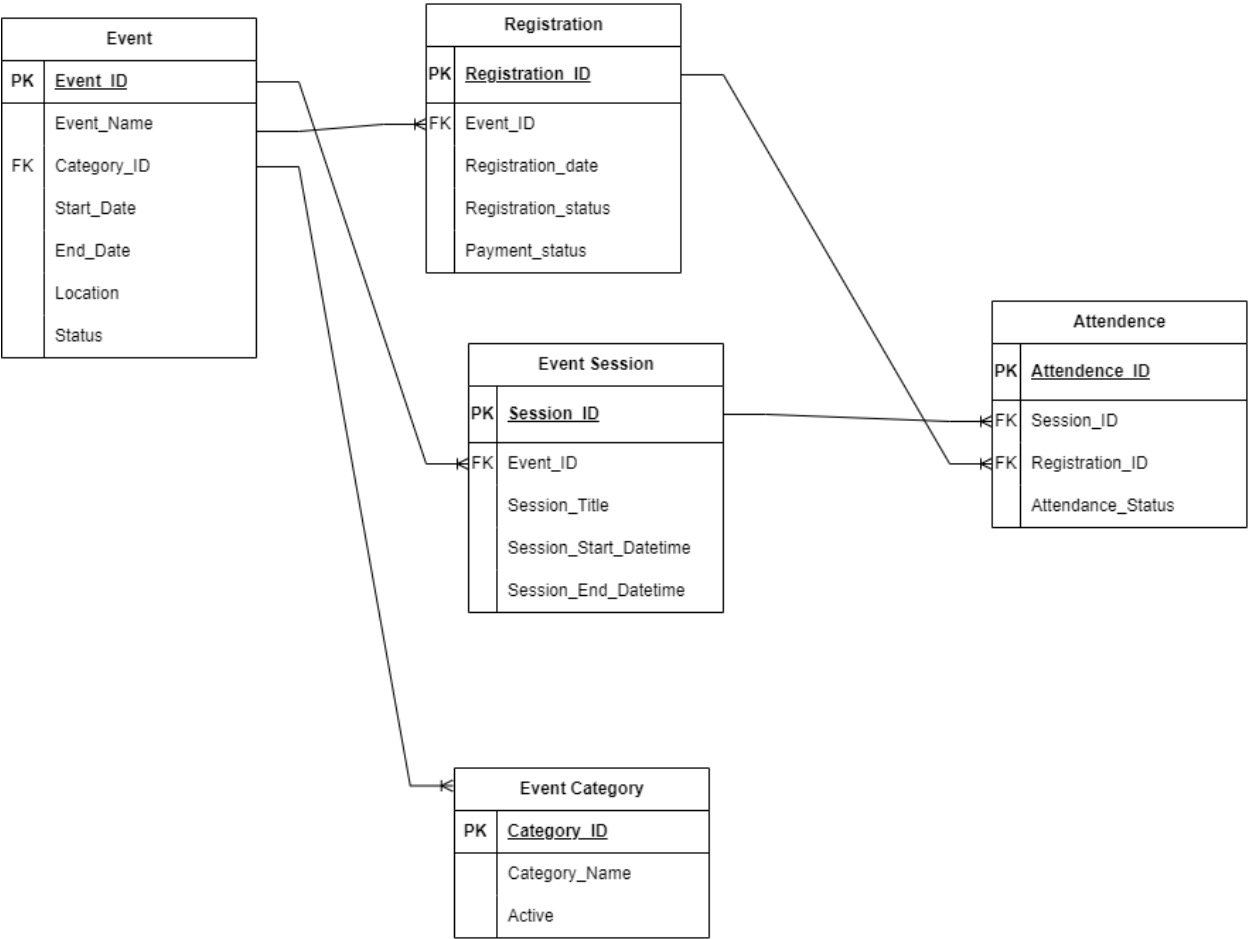 Event
PK Event_ID
Event_Name
FK Category_ID
Start_Date
End_Date
Location
Status
Registration
PK Registration_ID
FK Event_ID
Registration_date
Registration_status
Payment_status
Event Session
PK Session_ID
FK Event_ID
Session_Title
Session_Start_Datetime
Session_End_Datetime
Attendence
PK Attendence_ID
FK Session_ID
FK Registration_ID
Attendance_Status
Event Category
PK Category_ID
Category_Name
Active